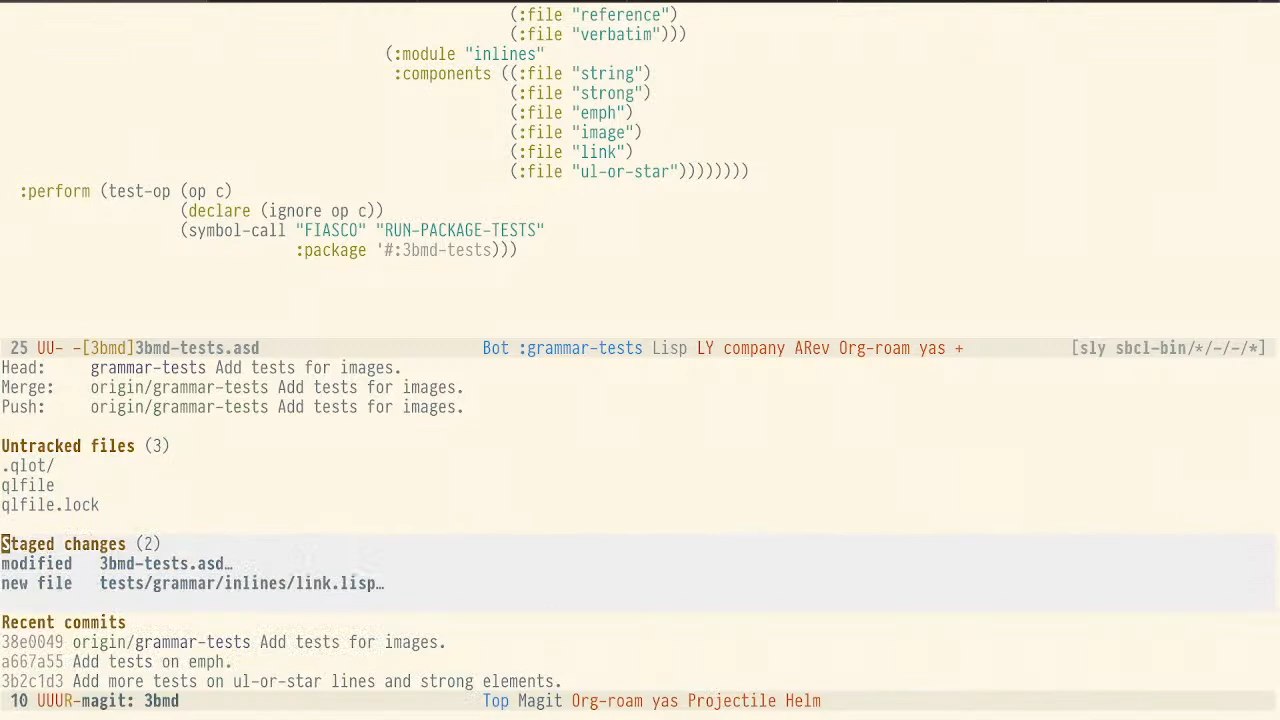 (:file "reference")
(:file "verbatim")))
(:module "inlines"
:components ((:file "string")
(:file "strong")
(:file "emph")
(:file "image")
(:file "link")
(:file "ul-or-star"))))))))
:perform (test-op (op c)
(declare (ignore op c))
(symbol-call "FIASCO" "RUN-PACKAGE-TESTS"
:package '#:3bmd-tests)))
25 UU- -[3bmd]3bmd-tests.asd Bot :grammar-tests Lisp LY company ARev Org-roam yas + [sly sbcl-bin/*/-/-/*]
Head: grammar-tests Add tests for images.
Merge: origin/grammar-tests Add tests for images.
Push: origin/grammar-tests Add tests for images.
Untracked files (3)
.qlot/
qlfile
qlfile.lock
Staged changes (2)
modified 3bmd-tests.asd…
new file tests/grammar/inlines/link.lisp…
Recent commits
38e0049 origin/grammar-tests Add tests for images.
a667a55 Add tests on emph.
3b2c1d3 Add more tests on ul-or-star lines and strong elements.
10 UUUR-magit: 3bmd Top Magit Org-roam yas Projectile Helm